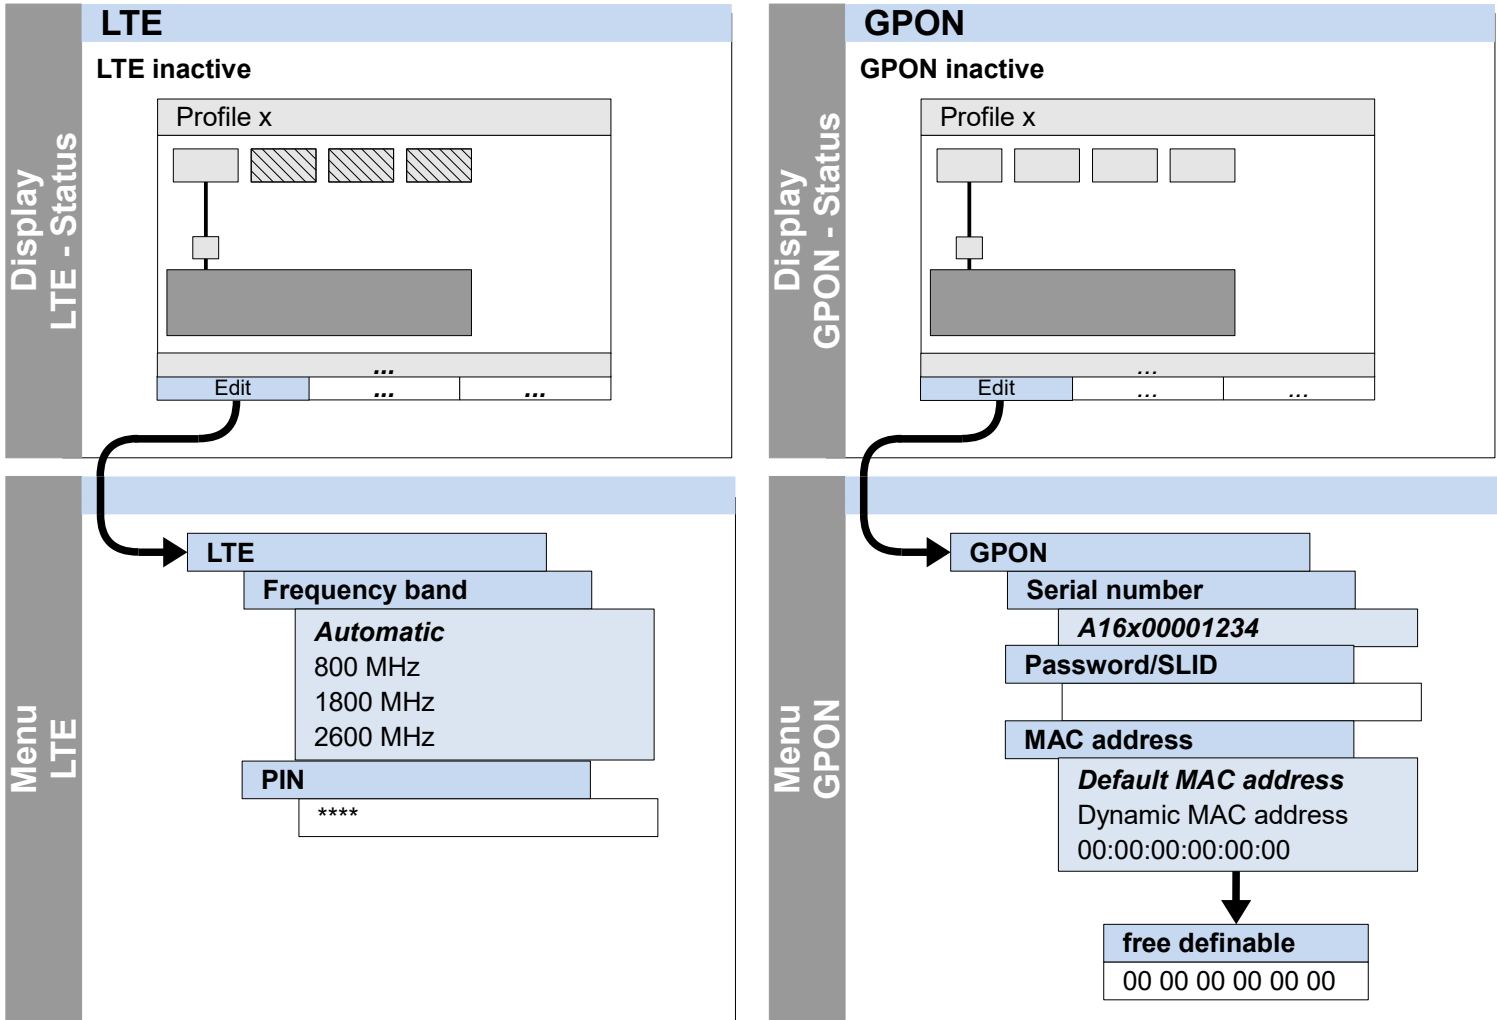 LTE
Display
LTE - Status
LTE inactive
Profile x
...
Edit
...
...
Menu
LTE
LTE
Frequency band
Automatic
800 MHz
1800 MHz
2600 MHz
PIN
****
GPON
Display
GPON - Status
GPON inactive
Profile x
...
Edit
...
...
Menu
GPON
GPON
Serial number
A16x00001234
Password/SLID
MAC address
Default MAC address
Dynamic MAC address
00:00:00:00:00:00
free definable
00 00 00 00 00 00